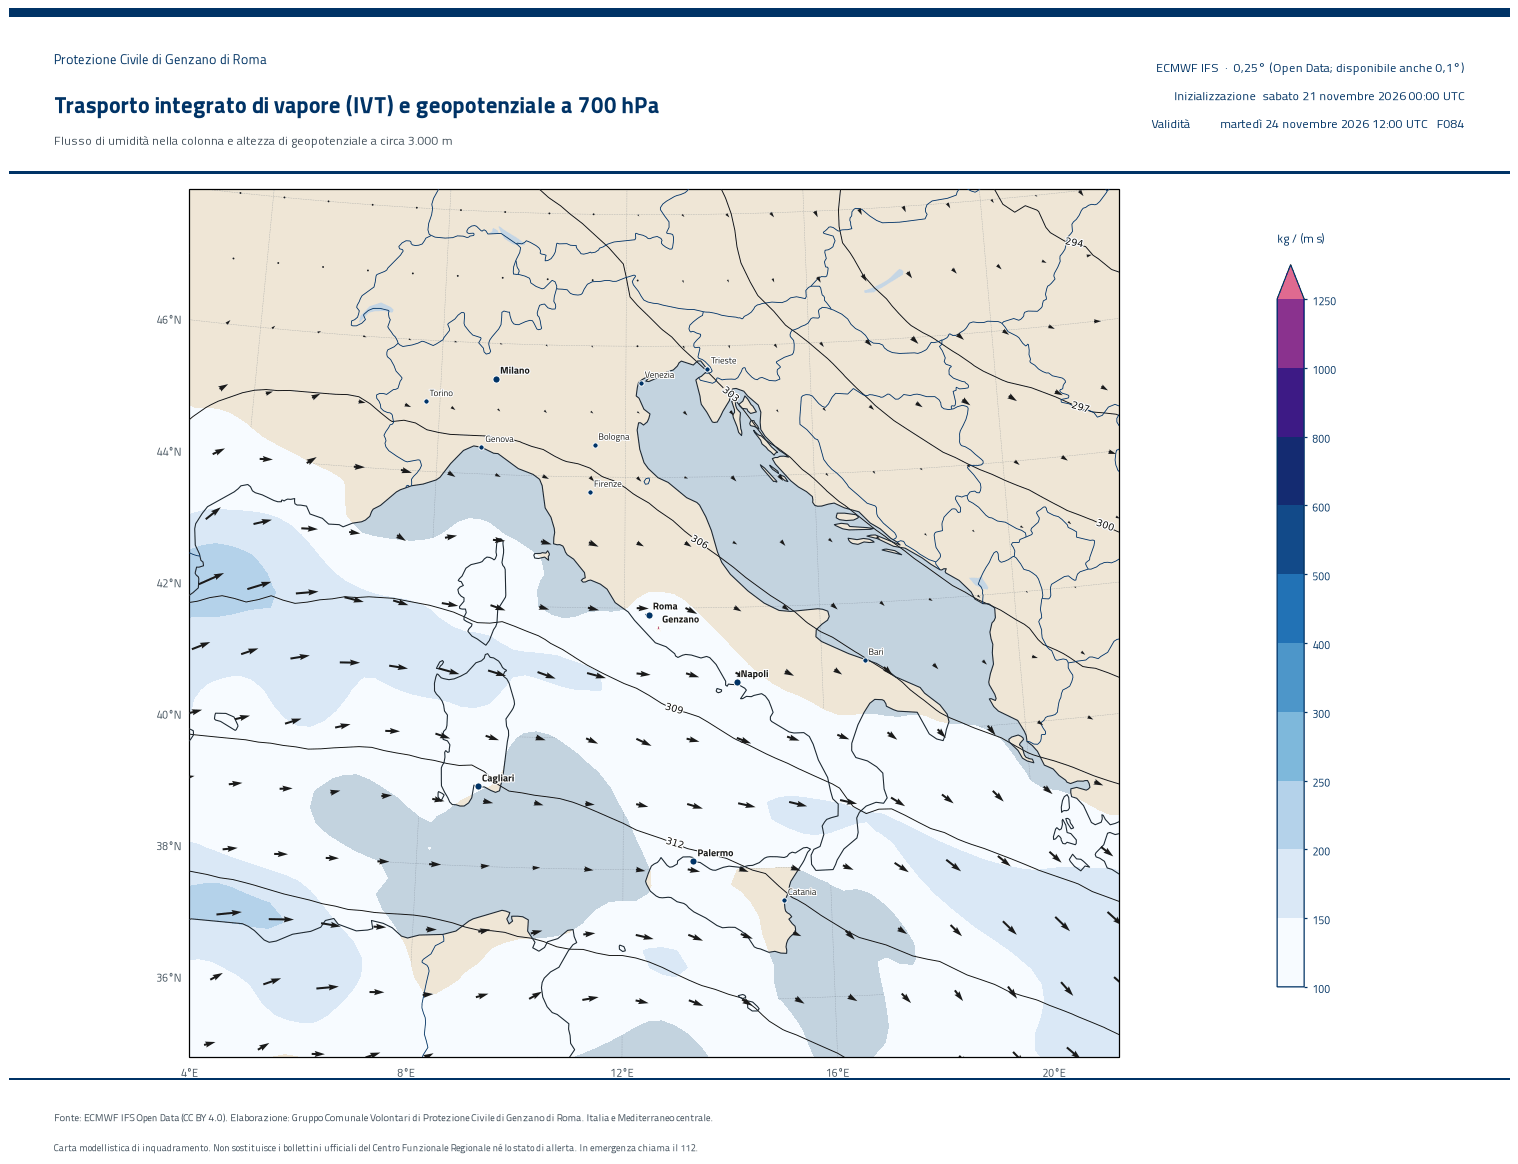 Protezione Civile di Genzano di Roma
Trasporto integrato di vapore (IVT) e geopotenziale a 700 hPa
Flusso di umidità nella colonna e altezza di geopotenziale a circa 3.000 m
ECMWF IFS · 0,25° (Open Data; disponibile anche 0,1°)
Inizializzazione sabato 21 novembre 2026 00:00 UTC
Validità martedì 24 novembre 2026 12:00 UTC F084
kg / (m s)
1250
1000
800
600
500
400
300
250
200
150
100
46°N
44°N
42°N
40°N
38°N
36°N
4°E
8°E
12°E
16°E
20°E
294
297
300
303
306
309
312
Milano
Torino
Venezia
Trieste
Genova
Bologna
Firenze
Roma
Genzano
Napoli
Bari
Cagliari
Palermo
Catania
Fonte: ECMWF IFS Open Data (CC BY 4.0). Elaborazione: Gruppo Comunale Volontari di Protezione Civile di Genzano di Roma. Italia e Mediterraneo centrale.
Carta modellistica di inquadramento. Non sostituisce i bollettini ufficiali del Centro Funzionale Regionale né lo stato di allerta. In emergenza chiama il 112.